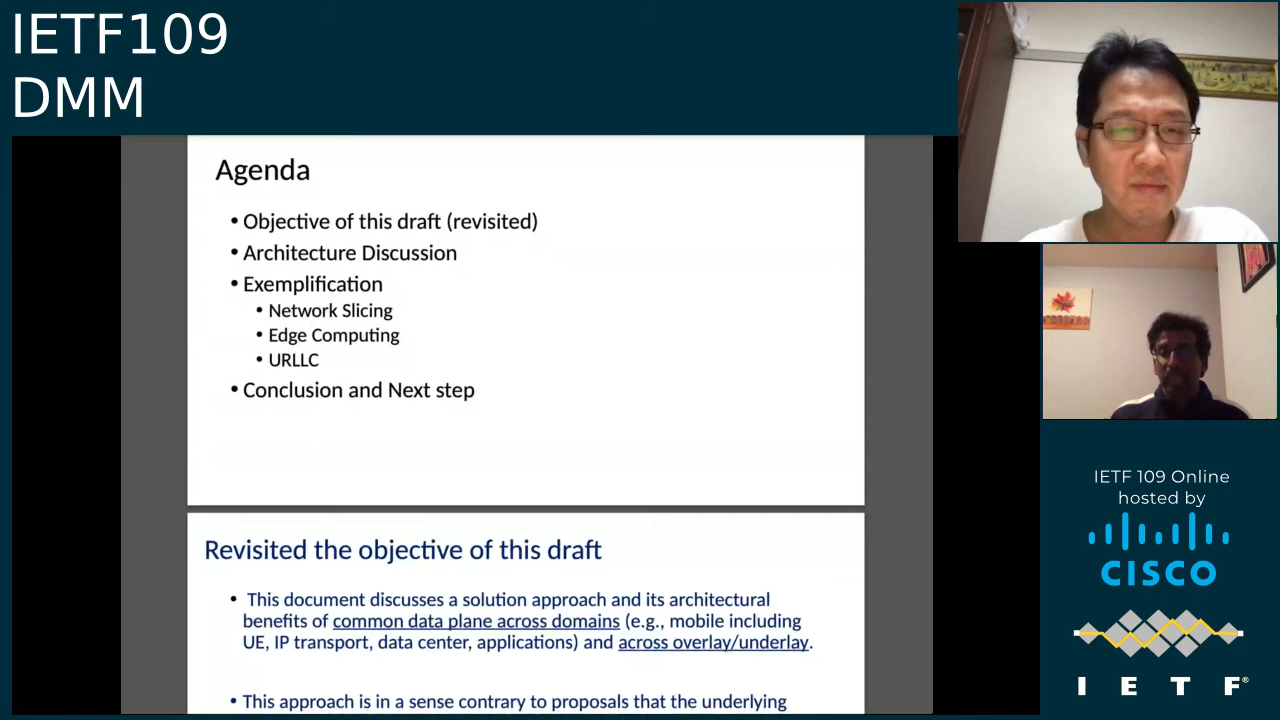 IETF109
DMM
Agenda
• Objective of this draft (revisited)
• Architecture Discussion
• Exemplification
• Network Slicing
• Edge Computing
• URLLC
• Conclusion and Next step
Revisited the objective of this draft
• This document discusses a solution approach and its architectural
benefits of common data plane across domains (e.g., mobile including
UE, IP transport, data center, applications) and across overlay/underlay.
• This approach is in a sense contrary to proposals that the underlying
IETF 109 Online
hosted by
CISCO
I E T F®